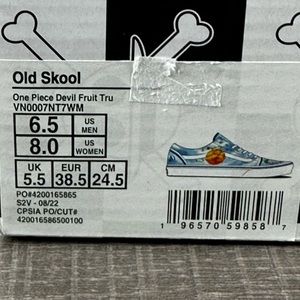 Old Skool
One Piece Devil Fruit Tru
VN0007NT7WM
6.5 US MEN
8.0 US WOMEN
UK EUR CM
5.5 38.5 24.5
PO#4200165865
S2V - 08/22
CPSIA PO/CUT#
420016586500100
1 96570 59858 7